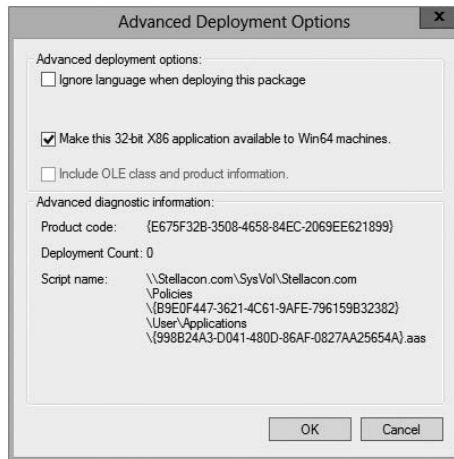 Advanced Deployment Options
x
Advanced deployment options:
Ignore language when deploying this package
Make this 32-bit X86 application available to Win64 machines.
Include OLE class and product information.
Advanced diagnostic information:
Product code: {E675F32B-3508-4658-84EC-2069EE621899}
Deployment Count: 0
Script name: \\Stellacon.com\SysVol\Stellacon.com
\Policies
\{B9E0F447-3621-4C61-9AFE-796159B32382}
\User\Applications
\{998B24A3-D041-480D-86AF-0827AA25654A}.aas
OK Cancel